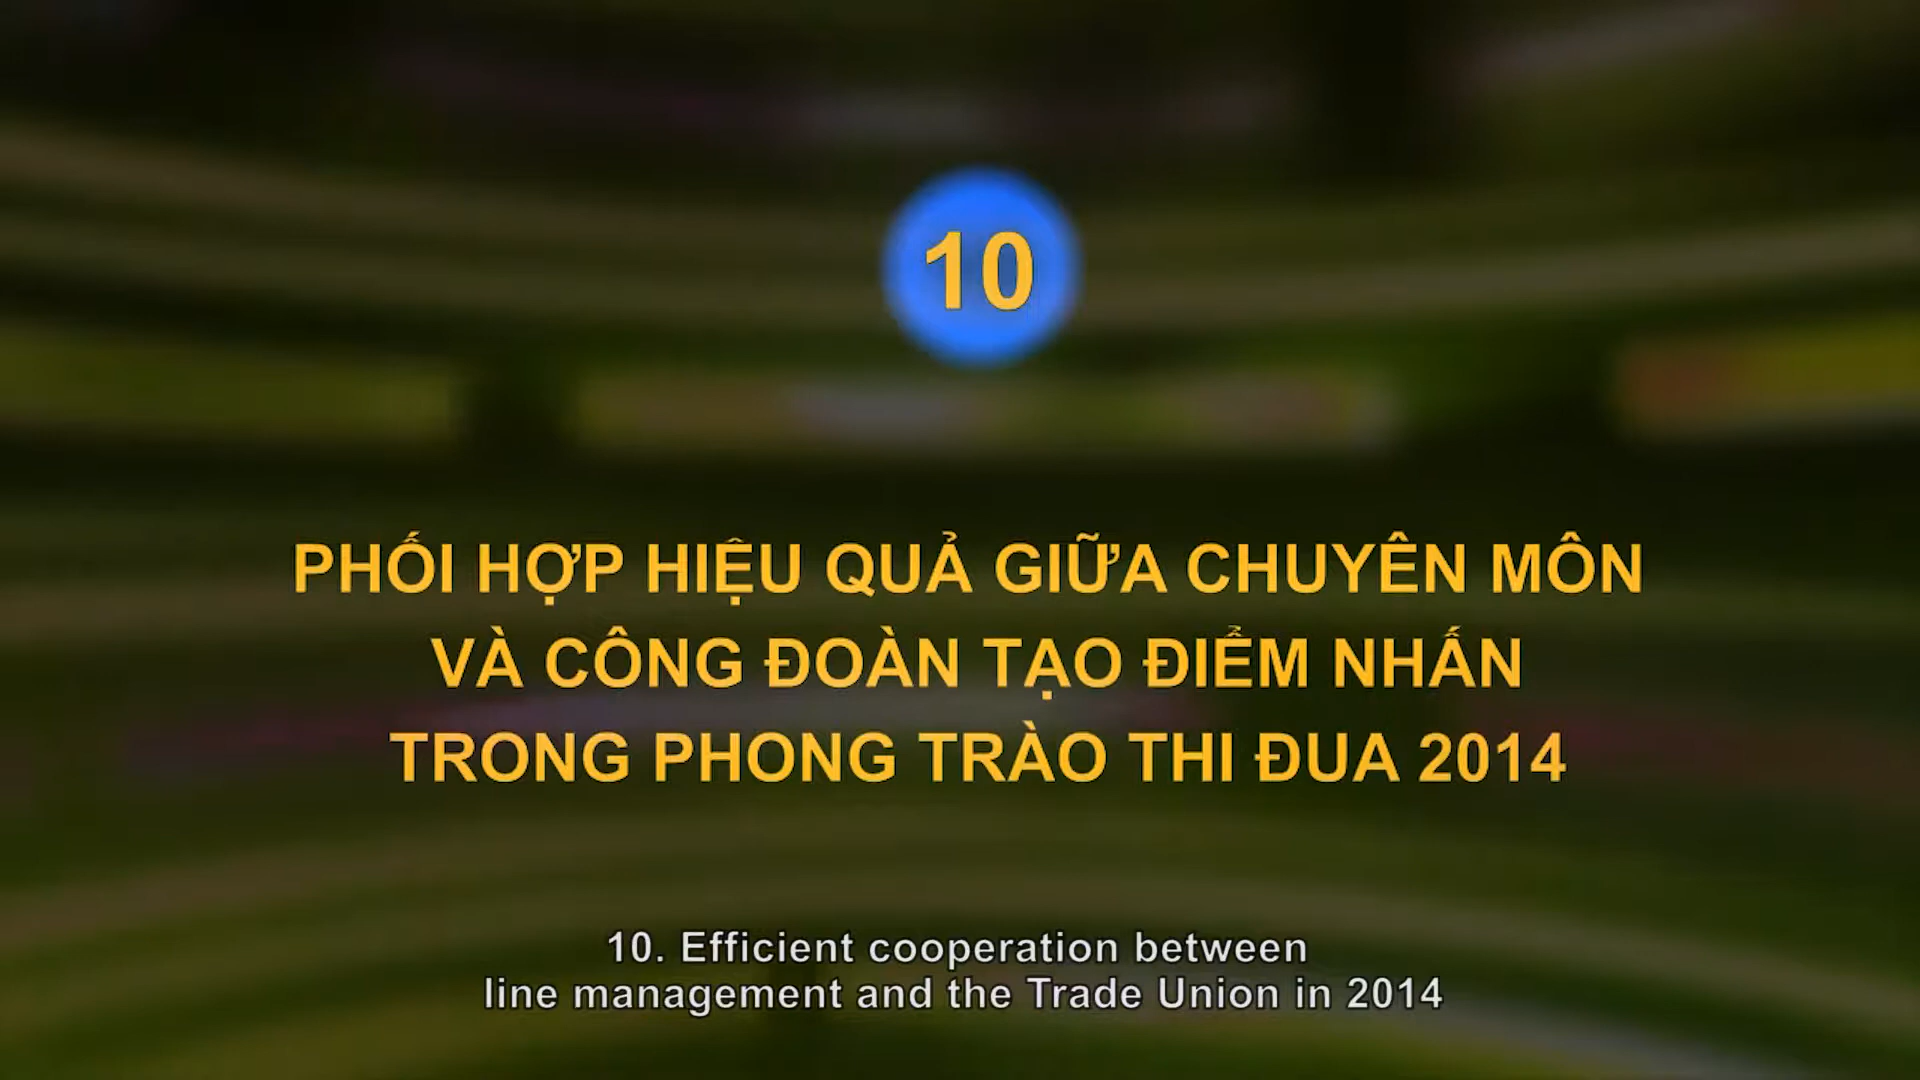 10
PHỐI HỢP HIỆU QUẢ GIỮA CHUYÊN MÔN
VÀ CÔNG ĐOÀN TẠO ĐIỂM NHẤN
TRONG PHONG TRÀO THI ĐUA 2014
10. Efficient cooperation between
line management and the Trade Union in 2014